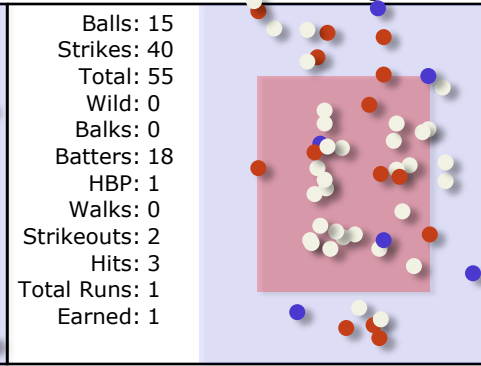 Balls: 15
Strikes: 40
Total: 55
Wild: 0
Balks: 0
Batters: 18
HBP: 1
Walks: 0
Strikeouts: 2
Hits: 3
Total Runs: 1
Earned: 1